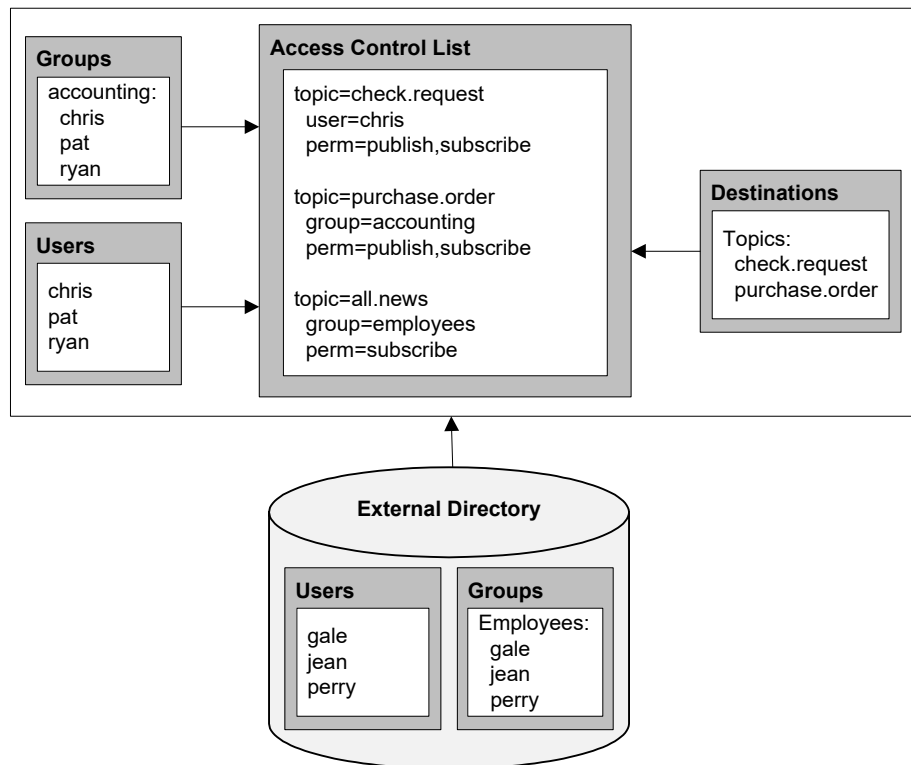 Groups
accounting:
chris
pat
ryan
Users
chris
pat
ryan
Access Control List
topic=check.request
user=chris
perm=publish,subscribe
topic=purchase.order
group=accounting
perm=publish,subscribe
topic=all.news
group=employees
perm=subscribe
Destinations
Topics:
check.request
purchase.order
External Directory
Users
gale
jean
perry
Groups
Employees:
gale
jean
perry